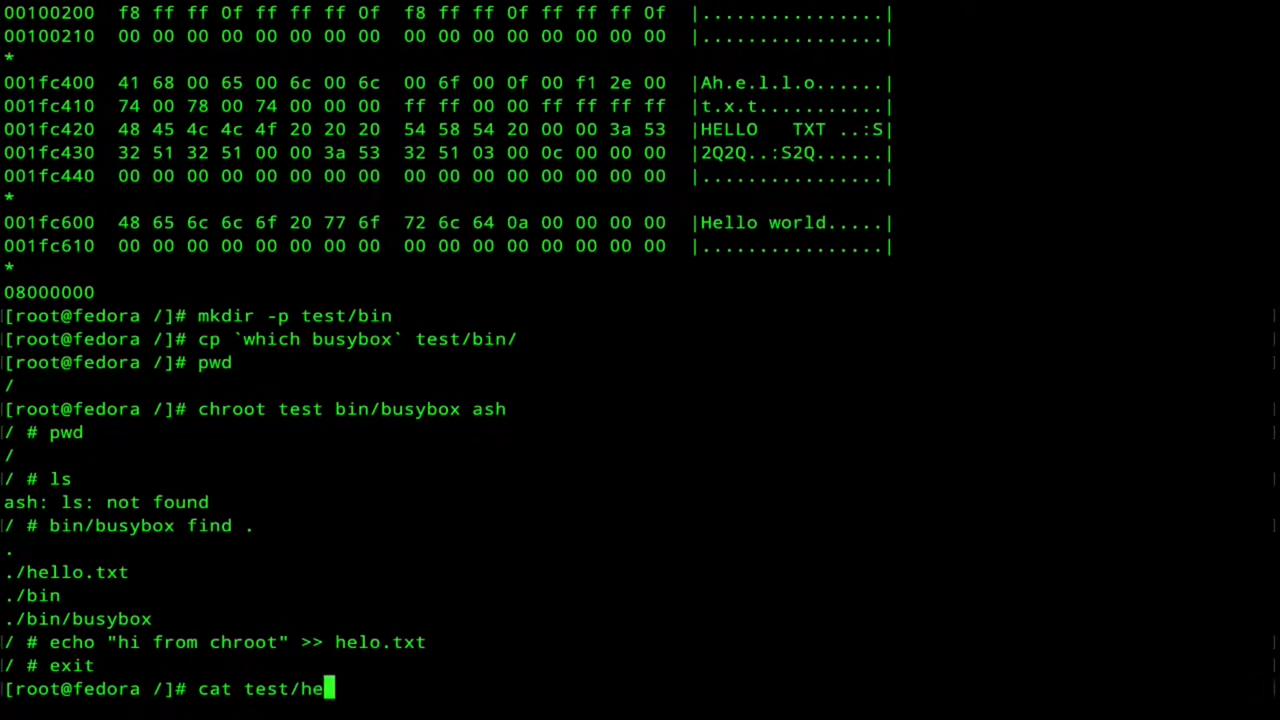 00100200  f8 ff ff 0f ff ff ff 0f  f8 ff ff 0f ff ff ff 0f  |................|
00100210  00 00 00 00 00 00 00 00  00 00 00 00 00 00 00 00  |................|
*
001fc400  41 68 00 65 00 6c 00 6c  00 6f 00 0f 00 f1 2e 00  |Ah.e.l.l.o......|
001fc410  74 00 78 00 74 00 00 00  ff ff 00 00 ff ff ff ff  |t.x.t...........|
001fc420  48 45 4c 4c 4f 20 20 20  54 58 54 20 00 00 3a 53  |HELLO   TXT ..:S|
001fc430  32 51 32 51 00 00 3a 53  32 51 03 00 0c 00 00 00  |2Q2Q..:S2Q......|
001fc440  00 00 00 00 00 00 00 00  00 00 00 00 00 00 00 00  |................|
*
001fc600  48 65 6c 6c 6f 20 77 6f  72 6c 64 0a 00 00 00 00  |Hello world.....|
001fc610  00 00 00 00 00 00 00 00  00 00 00 00 00 00 00 00  |................|
*
08000000
[root@fedora /]# mkdir -p test/bin
[root@fedora /]# cp `which busybox` test/bin/
[root@fedora /]# pwd
/
[root@fedora /]# chroot test bin/busybox ash
/ # pwd
/
/ # ls
ash: ls: not found
/ # bin/busybox find .
.
./hello.txt
./bin
./bin/busybox
/ # echo "hi from chroot" >> helo.txt
/ # exit
[root@fedora /]# cat test/he